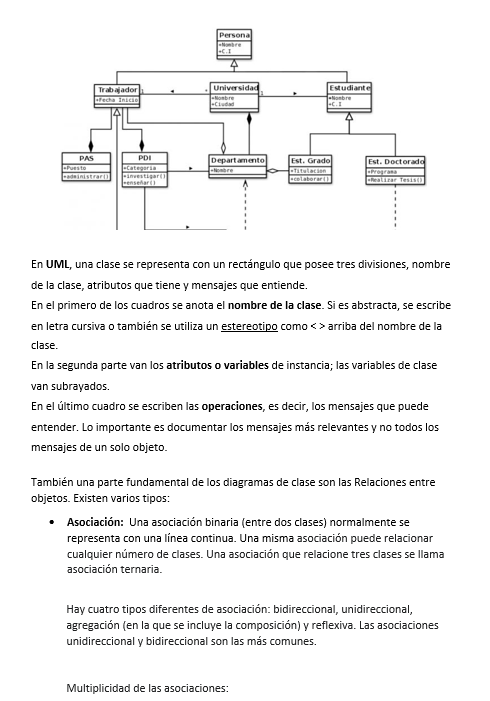 Persona
+Nombre
+C.I
Trabajador
+Fecha Inicio
1
*
Universidad
+Nombre
+Ciudad
1
Estudiante
+Nombre
+C.I
PAS
+Puesto
+administrar()
PDI
+Categoria
+investigar()
+enseñar()
Departamento
+Nombre
Est. Grado
+Titulacion
+colaborar()
Est. Doctorado
+Programa
+Realizar Tesis()
En UML, una clase se representa con un rectángulo que posee tres divisiones, nombre
de la clase, atributos que tiene y mensajes que entiende.
En el primero de los cuadros se anota el nombre de la clase. Si es abstracta, se escribe
en letra cursiva o también se utiliza un estereotipo como < > arriba del nombre de la
clase.
En la segunda parte van los atributos o variables de instancia; las variables de clase
van subrayados.
En el último cuadro se escriben las operaciones, es decir, los mensajes que puede
entender. Lo importante es documentar los mensajes más relevantes y no todos los
mensajes de un solo objeto.
También una parte fundamental de los diagramas de clase son las Relaciones entre
objetos. Existen varios tipos:
• Asociación: Una asociación binaria (entre dos clases) normalmente se
representa con una línea continua. Una misma asociación puede relacionar
cualquier número de clases. Una asociación que relacione tres clases se llama
asociación ternaria.
Hay cuatro tipos diferentes de asociación: bidireccional, unidireccional,
agregación (en la que se incluye la composición) y reflexiva. Las asociaciones
unidireccional y bidireccional son las más comunes.
Multiplicidad de las asociaciones: